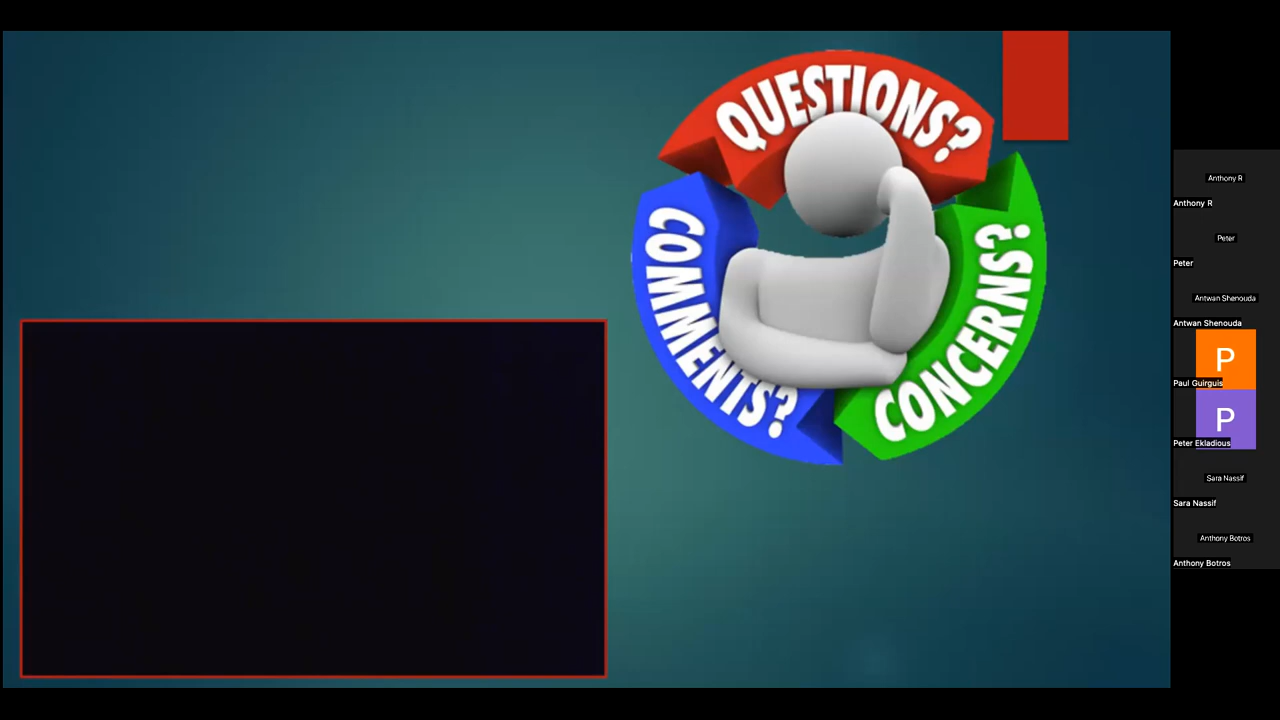 QUESTIONS?
COMMENTS?
CONCERNS?
Anthony R
Anthony R
Peter
Peter
Antwan Shenouda
Antwan Shenouda
P
Paul Guirguis
P
Peter Ekladious
Sara Nassif
Sara Nassif
Anthony Botros
Anthony Botros